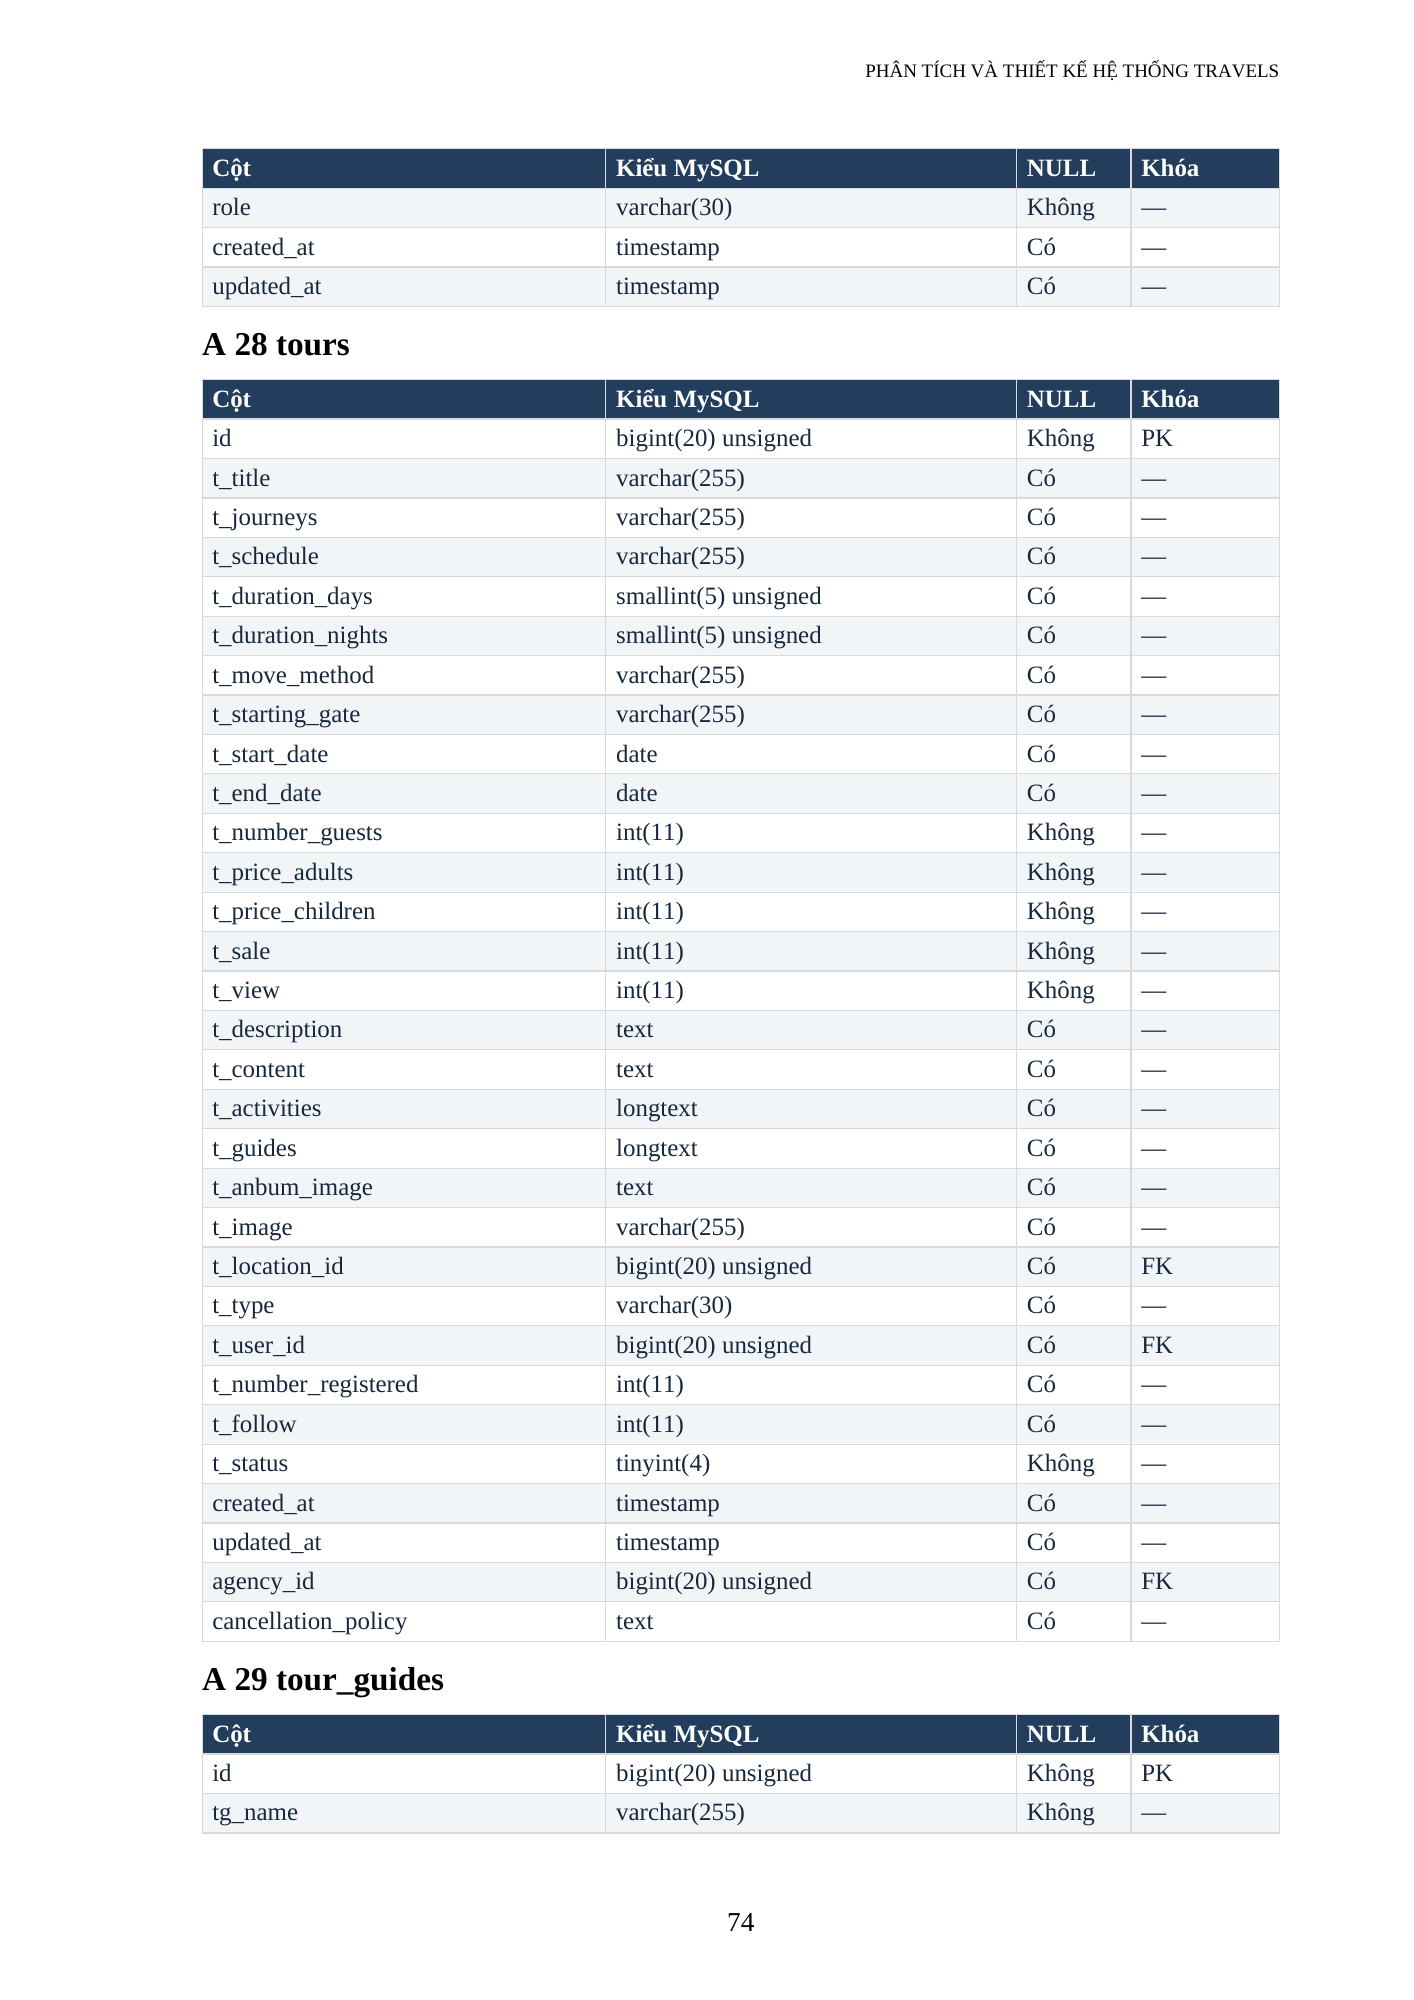 PHÂN TÍCH VÀ THIẾT KẾ HỆ THỐNG TRAVELS
Cột Kiểu MySQL NULL Khóa
role varchar(30) Không —
created_at timestamp Có —
updated_at timestamp Có —
A 28 tours
Cột Kiểu MySQL NULL Khóa
id bigint(20) unsigned Không PK
t_title varchar(255) Có —
t_journeys varchar(255) Có —
t_schedule varchar(255) Có —
t_duration_days smallint(5) unsigned Có —
t_duration_nights smallint(5) unsigned Có —
t_move_method varchar(255) Có —
t_starting_gate varchar(255) Có —
t_start_date date Có —
t_end_date date Có —
t_number_guests int(11) Không —
t_price_adults int(11) Không —
t_price_children int(11) Không —
t_sale int(11) Không —
t_view int(11) Không —
t_description text Có —
t_content text Có —
t_activities longtext Có —
t_guides longtext Có —
t_anbum_image text Có —
t_image varchar(255) Có —
t_location_id bigint(20) unsigned Có FK
t_type varchar(30) Có —
t_user_id bigint(20) unsigned Có FK
t_number_registered int(11) Có —
t_follow int(11) Có —
t_status tinyint(4) Không —
created_at timestamp Có —
updated_at timestamp Có —
agency_id bigint(20) unsigned Có FK
cancellation_policy text Có —
A 29 tour_guides
Cột Kiểu MySQL NULL Khóa
id bigint(20) unsigned Không PK
tg_name varchar(255) Không —
74